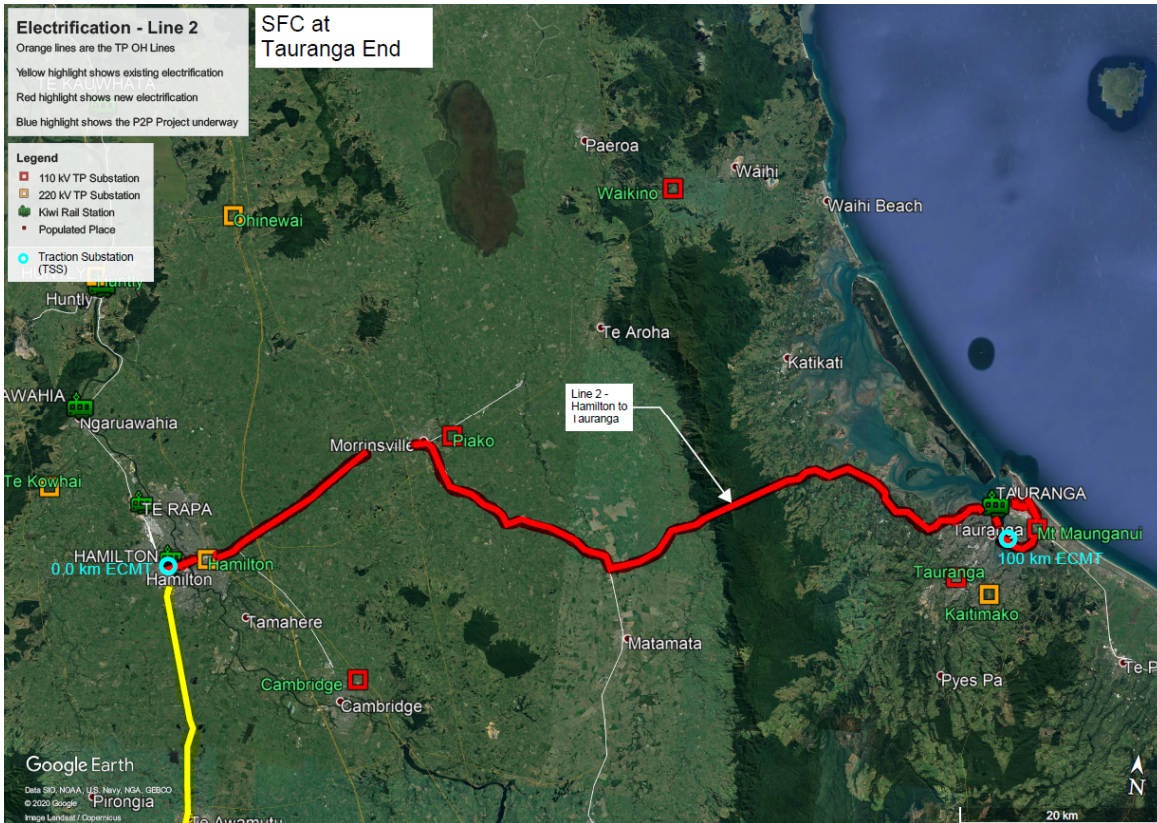 Electrification - Line 2
Orange lines are the TP OH Lines
Yellow highlight shows existing electrification
Red highlight shows new electrification
Blue highlight shows the P2P Project underway
SFC at
Tauranga End
TE KAUWHATA
Legend
110 kV TP Substation
220 kV TP Substation
Kiwi Rail Station
Populated Place
Traction Substation
(TSS)
Paeroa
Waihi
Waikino
Waihi Beach
Ohinewai
Huntly
Huntly
Te Aroha
Katikati
AWAHIA
Ngaruawahia
Line 2 -
Hamilton to
Tauranga
Morrinsville
Piako
Te Kowhai
TE RAPA
TAURANGA
Tauranga
Mt Maunganui
HAMILTON
Hamilton
0.0 km ECMT
Hamilton
100 km ECMT
Tauranga
Kaitimako
Tamahere
Matamata
Te P
Pyes Pa
Cambridge
Cambridge
Google Earth
Data SIO, NOAA, U.S. Navy, NGA, GEBCO
© 2020 Google
Image Landsat / Copernicus
Pirongia
Te Awamutu
N
20 km